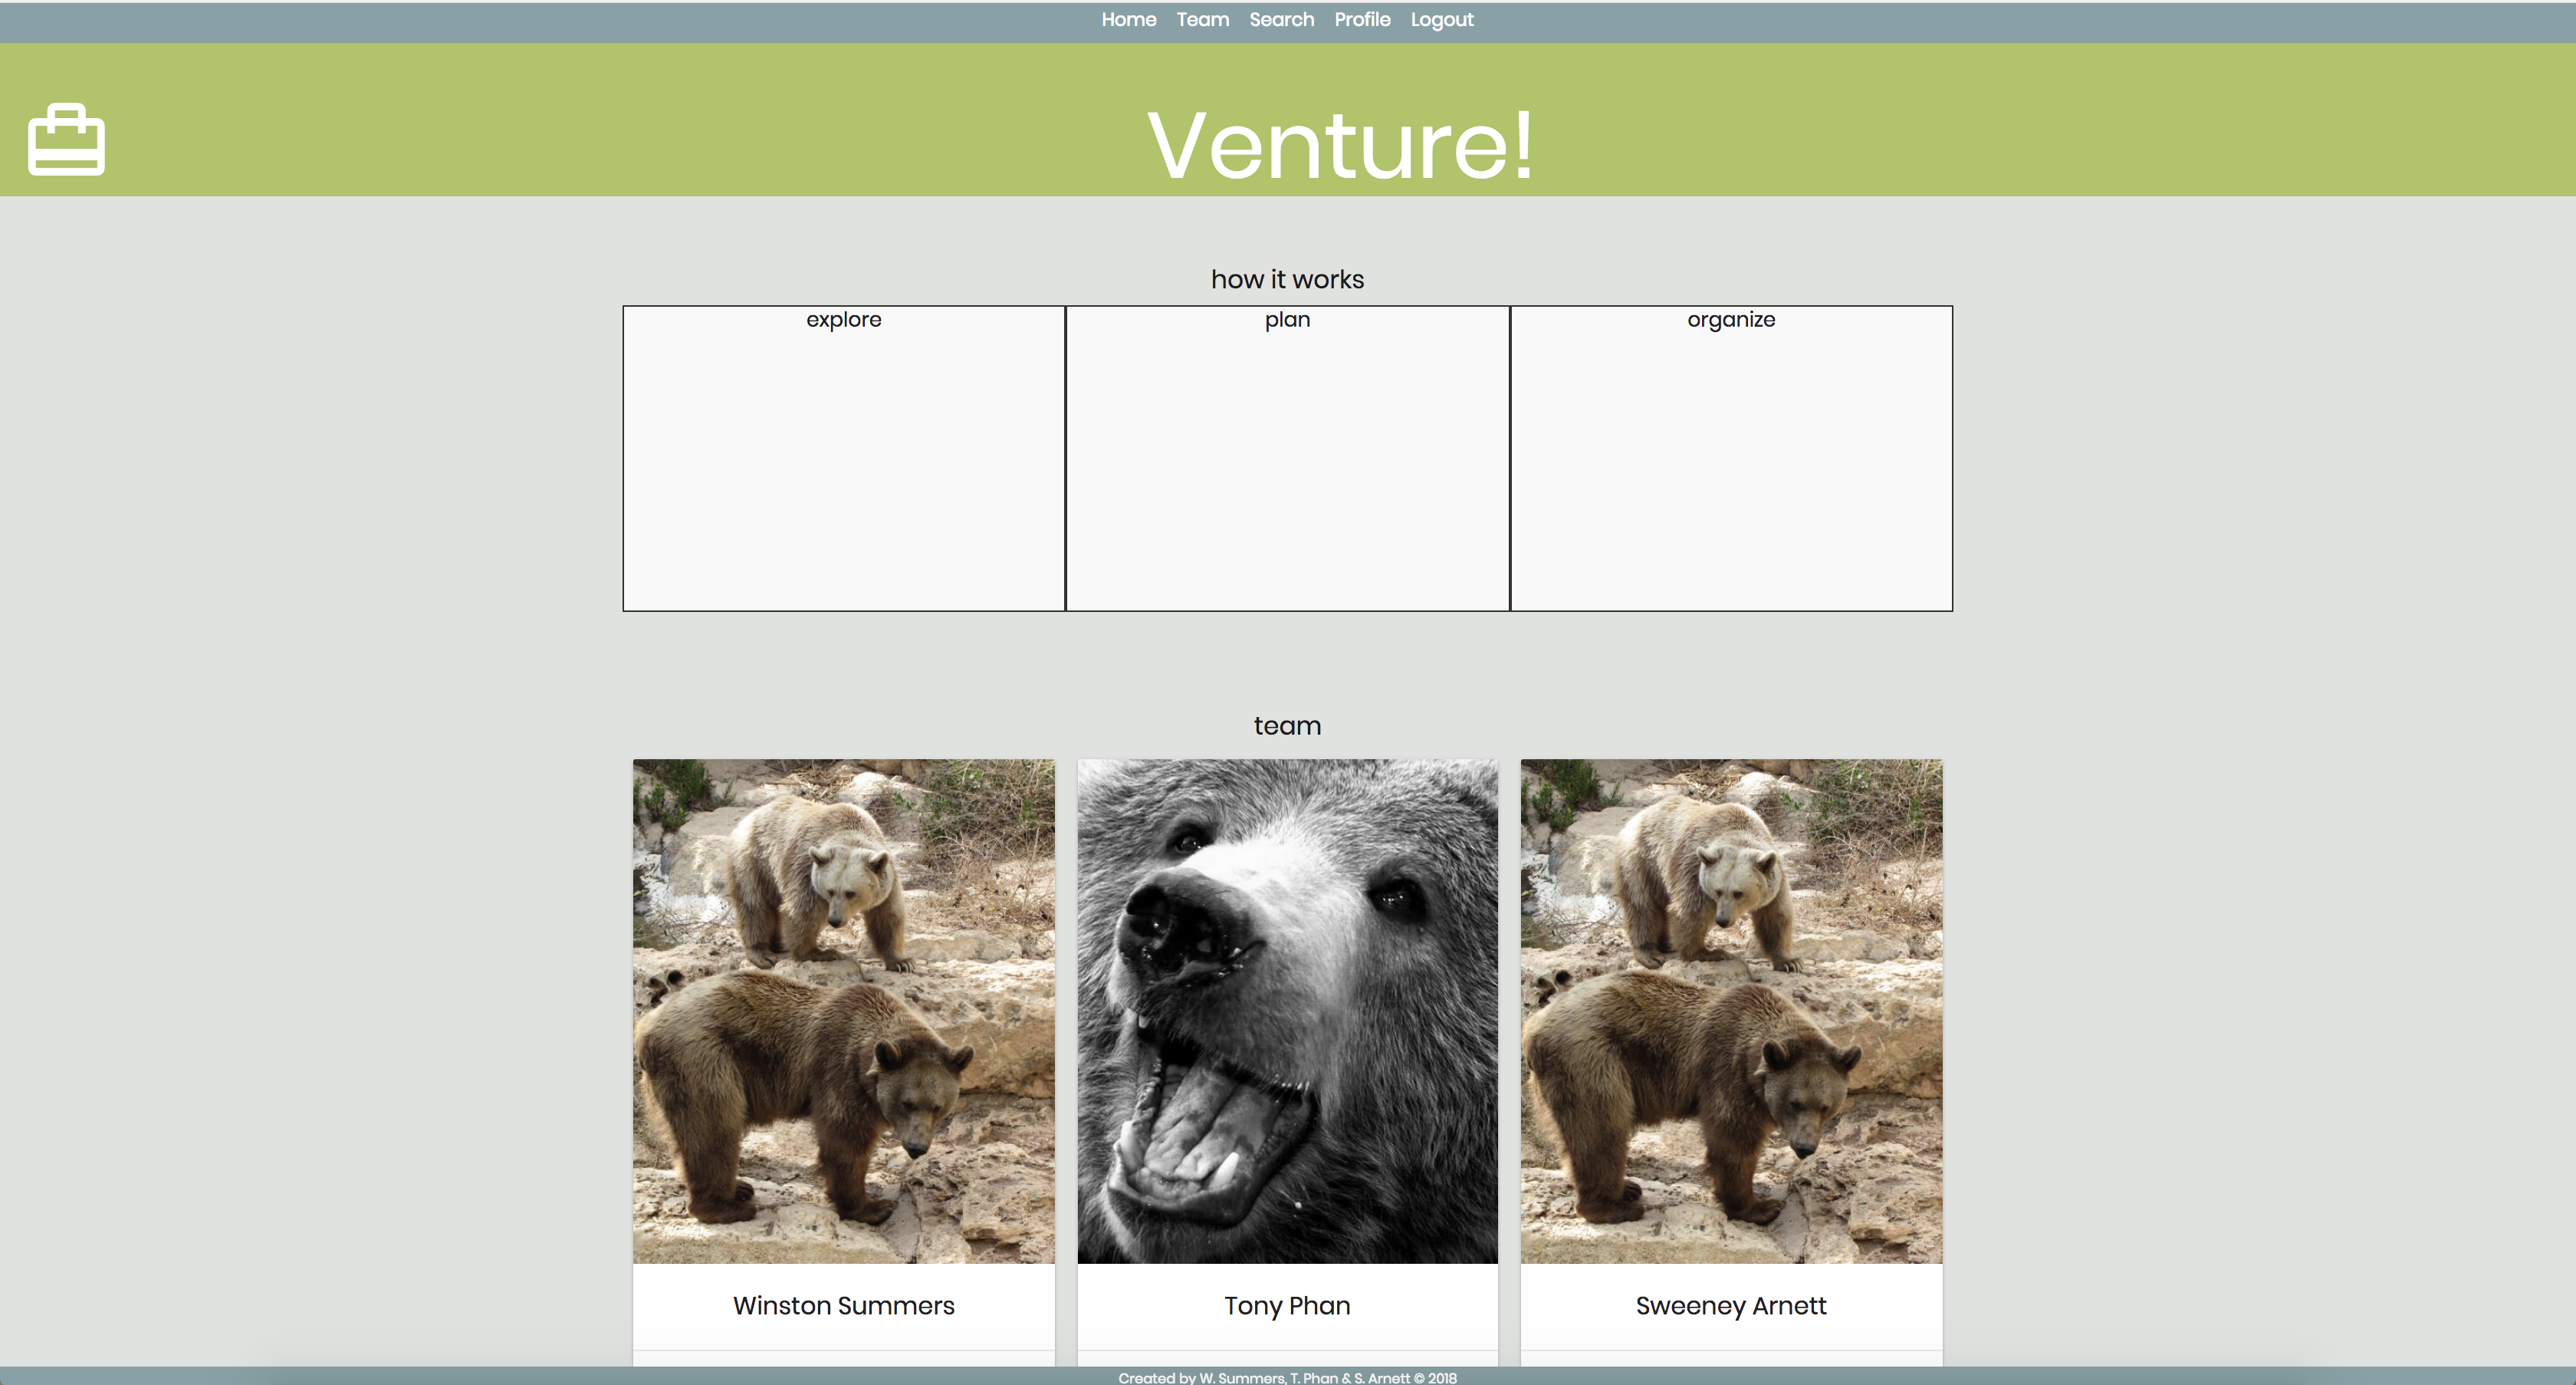 Home Team Search Profile Logout
Venture!
how it works
explore plan organize
team
Winston Summers Tony Phan Sweeney Arnett
Created by W. Summers, T. Phan & S. Arnett © 2018